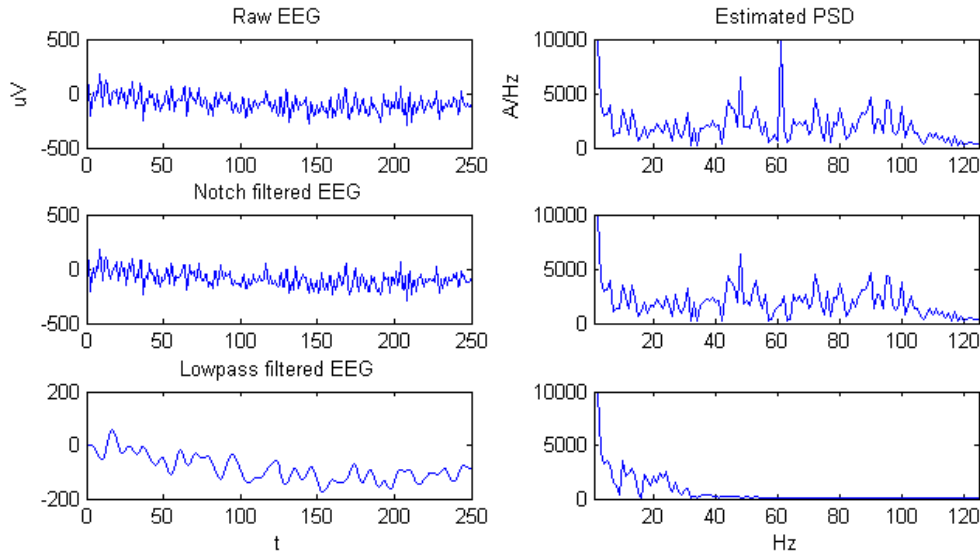 Raw EEG
Estimated PSD
500
0
-500
uV
0 50 100 150 200 250
10000
5000
0
A/Hz
20 40 60 80 100 120
Notch filtered EEG
500
0
-500
0 50 100 150 200 250
10000
5000
0
20 40 60 80 100 120
Lowpass filtered EEG
200
0
-200
0 50 100 150 200 250
t
10000
5000
0
20 40 60 80 100 120
Hz